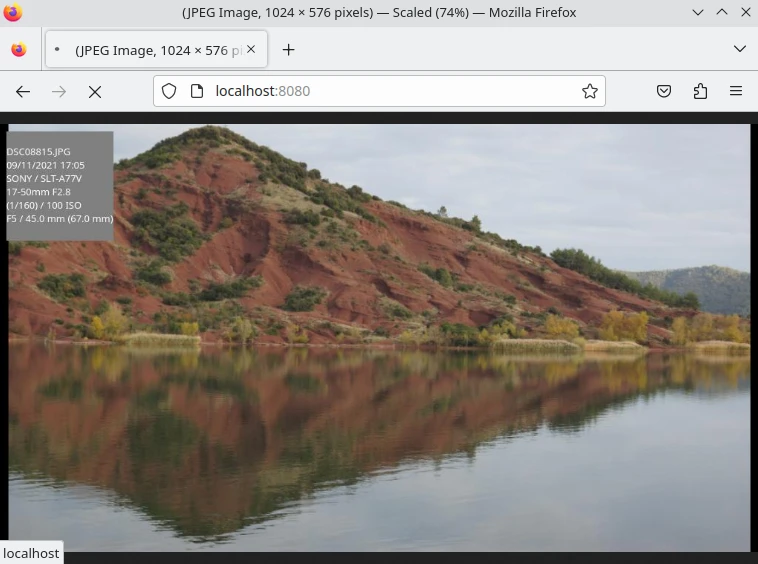 (JPEG Image, 1024 × 576 pixels) — Scaled (74%) — Mozilla Firefox
(JPEG Image, 1024 × 576 pi
localhost:8080
DSC08815.JPG
09/11/2021 17:05
SONY / SLT-A77V
17-50mm F2.8
(1/160) / 100 ISO
F5 / 45.0 mm (67.0 mm)
localhost